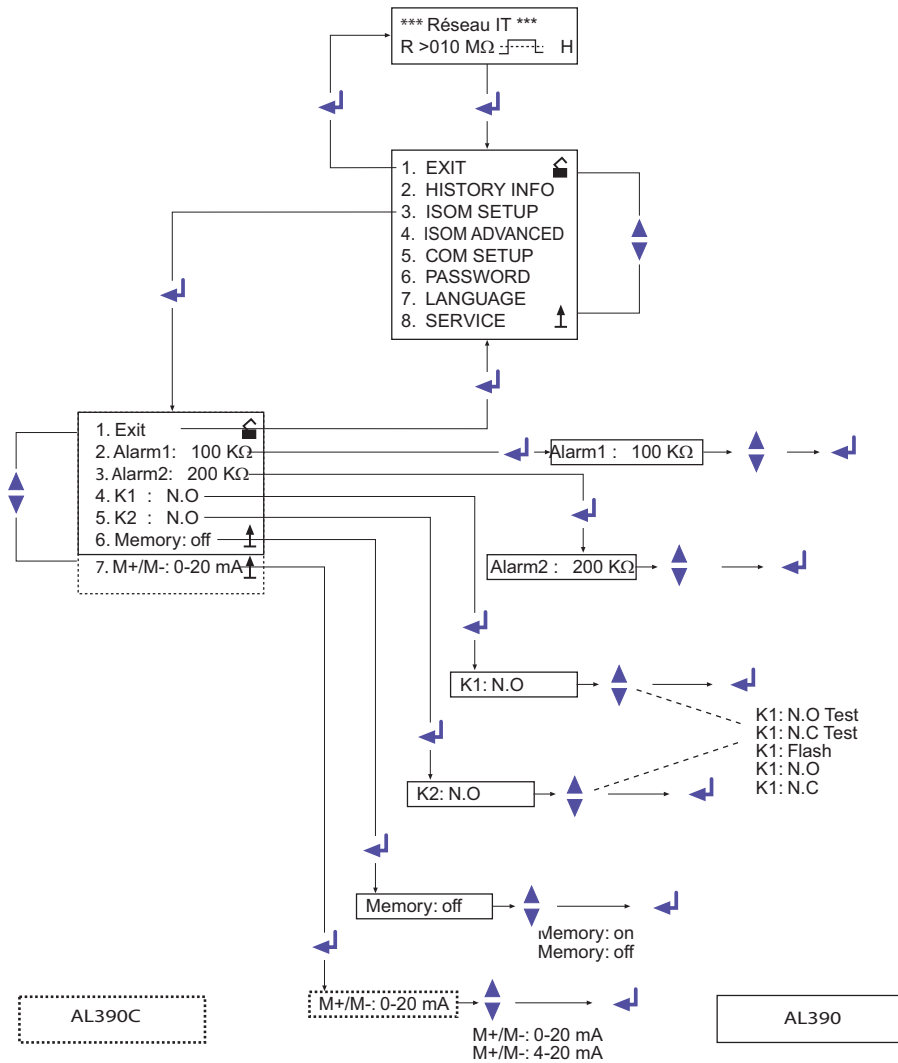 *** Réseau IT ***
R >010 MΩ H
1. EXIT
2. HISTORY INFO
3. ISOM SETUP
4. ISOM ADVANCED
5. COM SETUP
6. PASSWORD
7. LANGUAGE
8. SERVICE
1. Exit
2. Alarm1: 100 KΩ
3. Alarm2: 200 KΩ
4. K1 : N.O
5. K2 : N.O
6. Memory: off
7. M+/M-: 0-20 mA
Alarm1 : 100 KΩ
Alarm2 : 200 KΩ
K1: N.O
K1: N.O Test
K1: N.C Test
K1: Flash
K1: N.O
K1: N.C
K2: N.O
Memory: off
Memory: on
Memory: off
M+/M-: 0-20 mA
M+/M-: 0-20 mA
M+/M-: 4-20 mA
AL390C
AL390